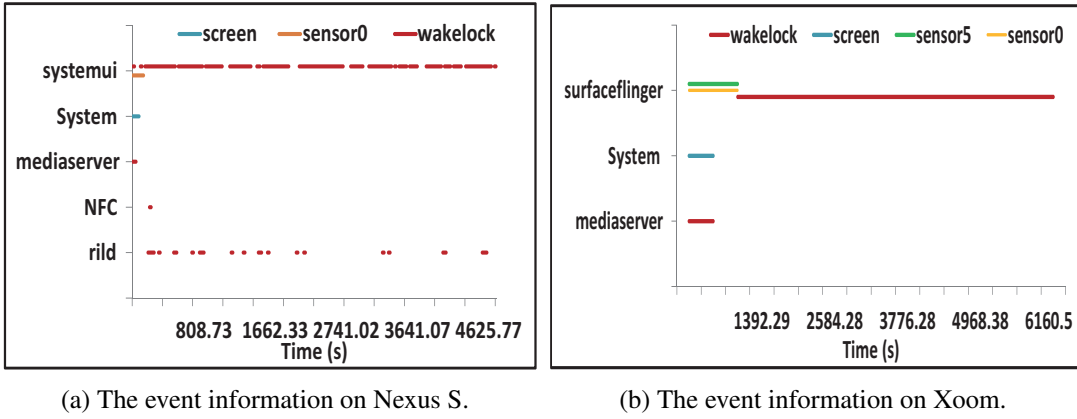 screen sensor0 wakelock
systemui
System
mediaserver
NFC
rild
808.73 1662.33 2741.02 3641.07 4625.77
Time (s)
(a) The event information on Nexus S.
wakelock screen sensor5 sensor0
surfaceflinger
System
mediaserver
1392.29 2584.28 3776.28 4968.38 6160.5
Time (s)
(b) The event information on Xoom.